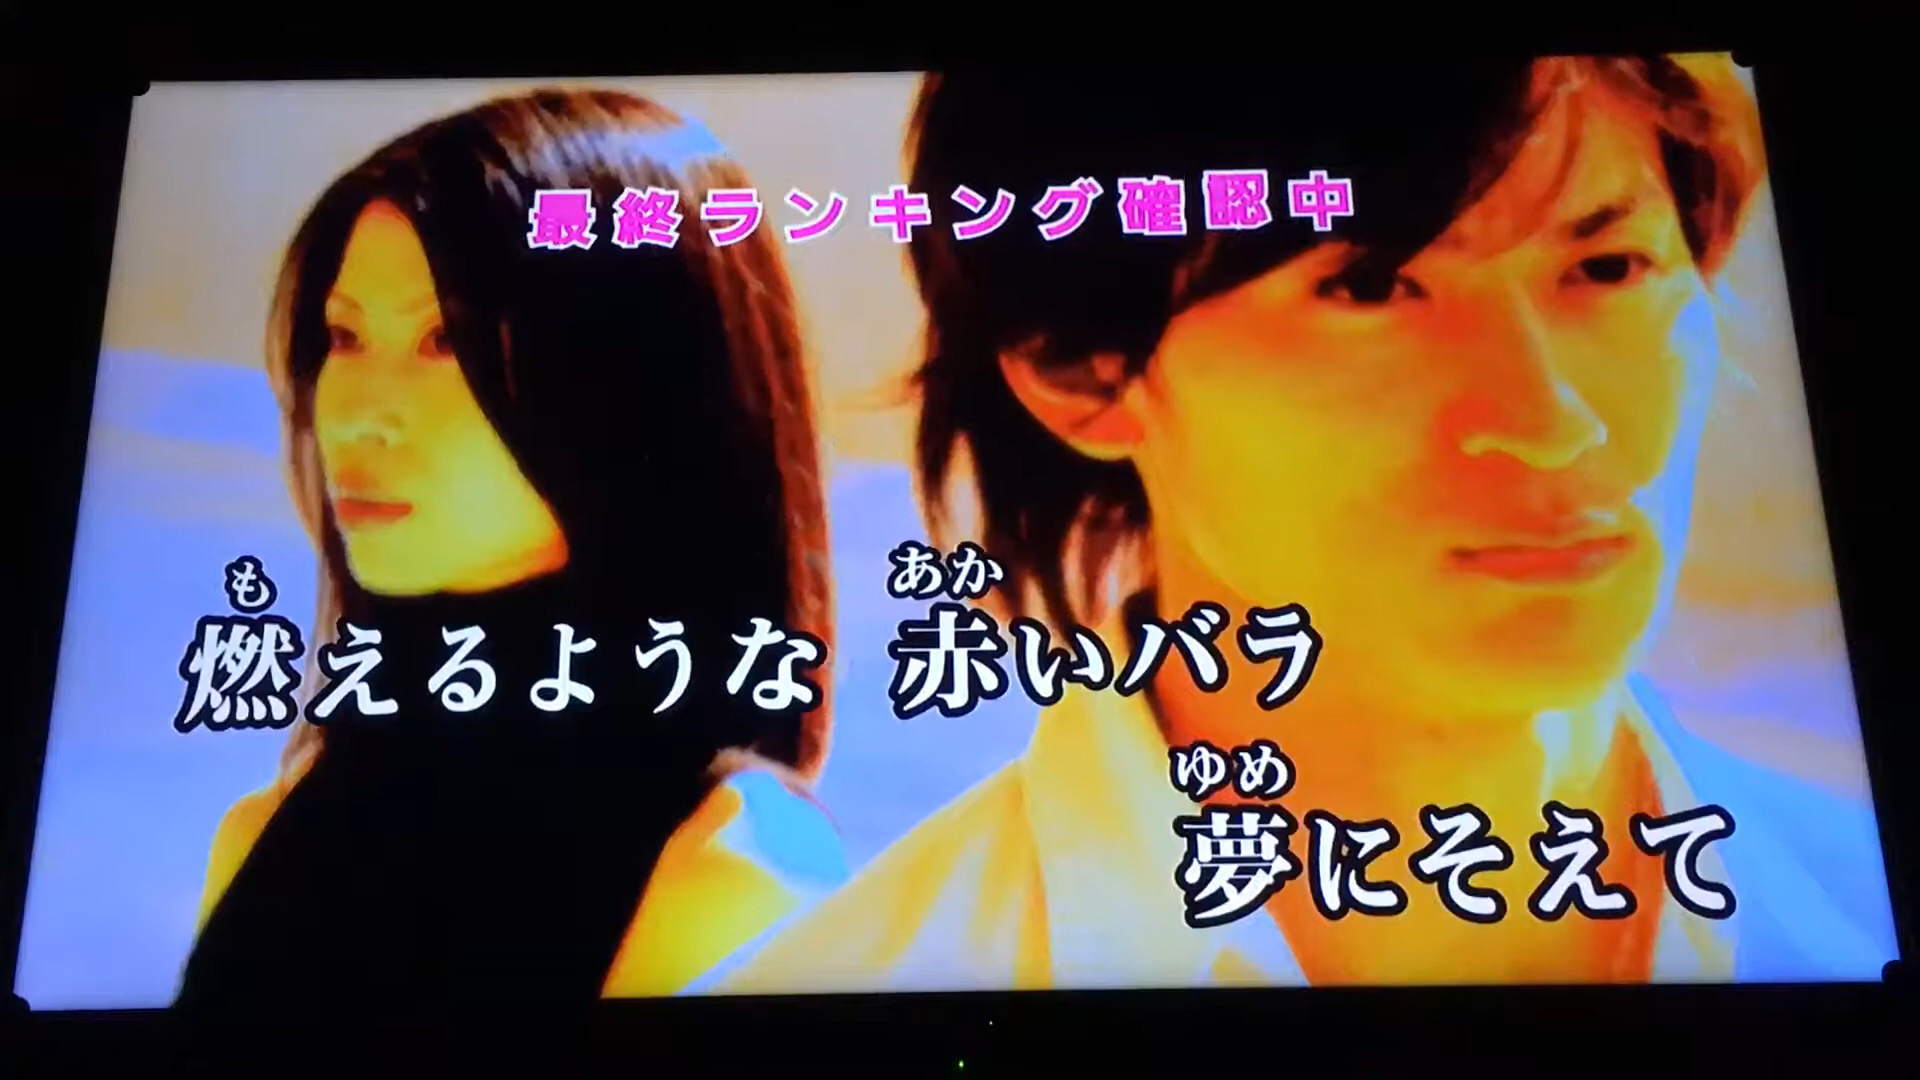 最終ランキング確認中
も
あか
燃えるような 赤いバラ
ゆめ
夢にそえて